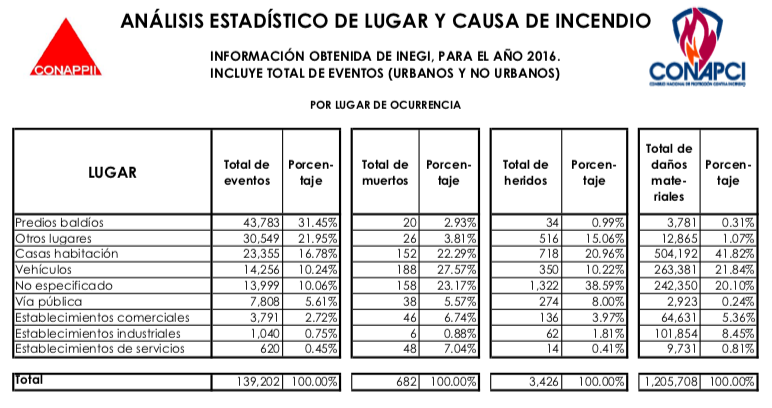 ANÁLISIS ESTADÍSTICO DE LUGAR Y CAUSA DE INCENDIO
CONAPPII
INFORMACIÓN OBTENIDA DE INEGI, PARA EL AÑO 2016.
INCLUYE TOTAL DE EVENTOS (URBANOS Y NO URBANOS)
CONAPCI
CONSEJO NACIONAL DE PROTECCIÓN CONTRA INCENDIO
POR LUGAR DE OCURRENCIA
LUGAR Total de eventos Porcen-taje Total de muertos Porcen-taje Total de heridos Porcen-taje Total de daños mate-riales Porcen-taje
Predios baldíos 43,783 31.45% 20 2.93% 34 0.99% 3,781 0.31%
Otros lugares 30,549 21.95% 26 3.81% 516 15.06% 12,865 1.07%
Casas habitación 23,355 16.78% 152 22.29% 718 20.96% 504,192 41.82%
Vehículos 14,256 10.24% 188 27.57% 350 10.22% 263,381 21.84%
No especificado 13,999 10.06% 158 23.17% 1,322 38.59% 242,350 20.10%
Vía pública 7,808 5.61% 38 5.57% 274 8.00% 2,923 0.24%
Establecimientos comerciales 3,791 2.72% 46 6.74% 136 3.97% 64,631 5.36%
Establecimientos industriales 1,040 0.75% 6 0.88% 62 1.81% 101,854 8.45%
Establecimientos de servicios 620 0.45% 48 7.04% 14 0.41% 9,731 0.81%
Total 139,202 100.00% 682 100.00% 3,426 100.00% 1,205,708 100.00%